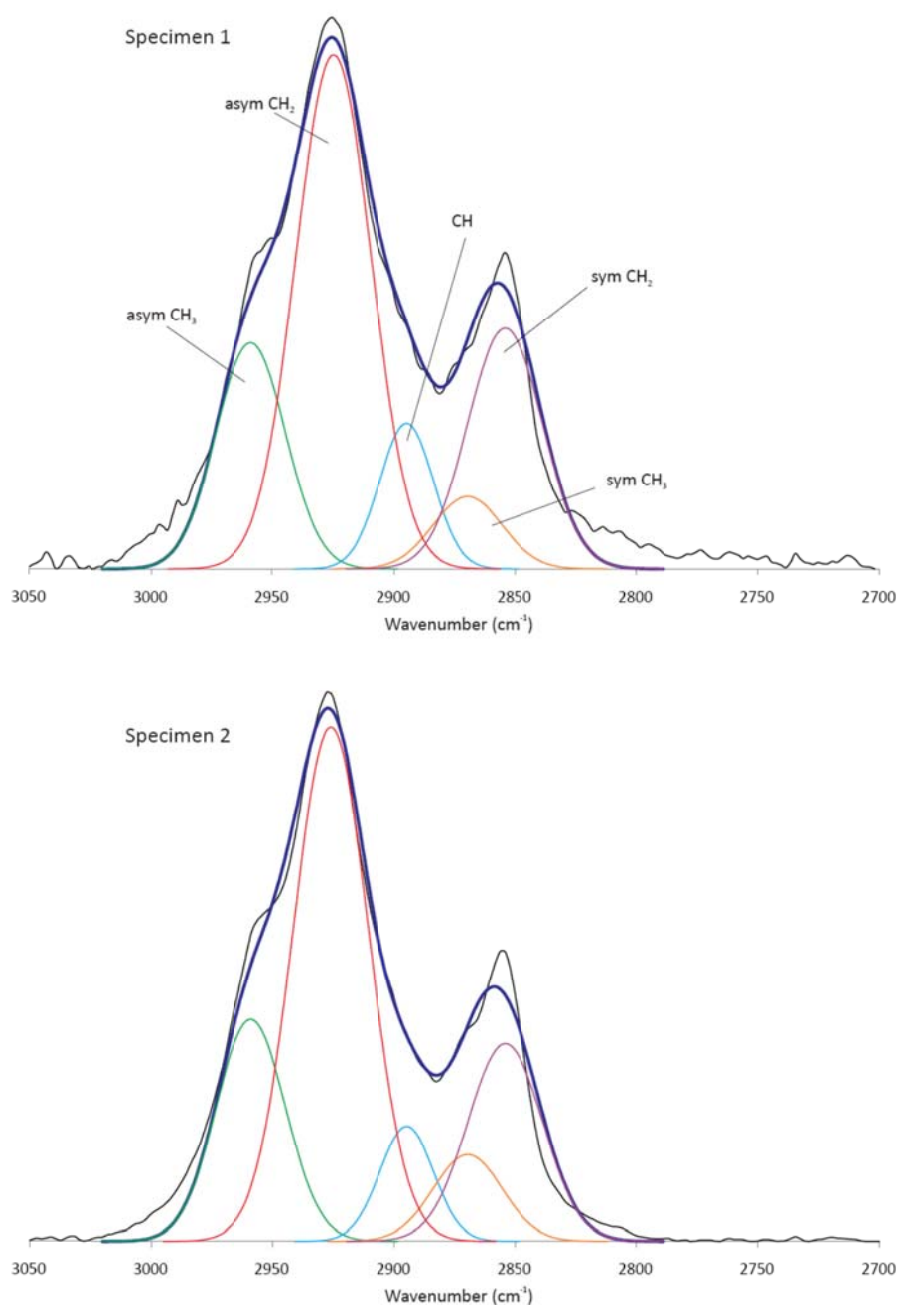 Specimen 1
asym CH₂
CH
sym CH₂
asym CH₃
sym CH₃
3050 3000 2950 2900 2850 2800 2750 2700
Wavenumber (cm⁻¹)
Specimen 2
3050 3000 2950 2900 2850 2800 2750 2700
Wavenumber (cm⁻¹)